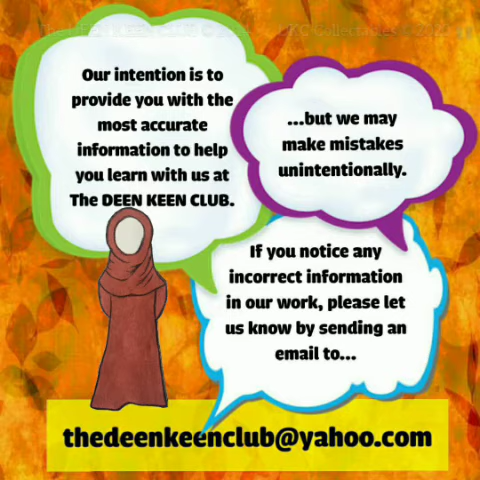 Our intention is to
provide you with the
most accurate
information to help
you learn with us at
The DEEN KEEN CLUB.
...but we may
make mistakes
unintentionally.
If you notice any
incorrect information
in our work, please let
us know by sending an
email to...
thedeenkeenclub@yahoo.com